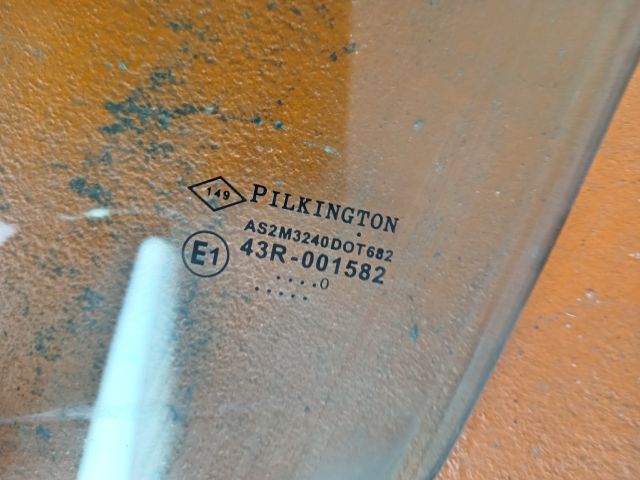 149 PILKINGTON
AS2M3240DOT682
E1 43R-001582
....0
.....